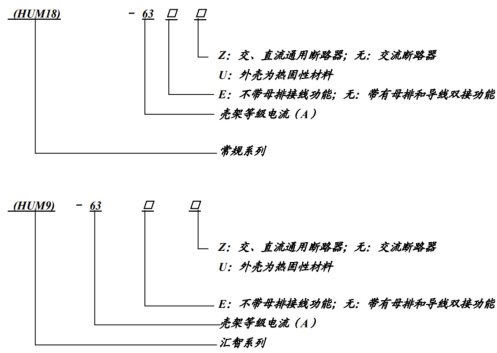 (HUM18) - 63 □ □
Z：交、直流通用断路器；无：交流断路器
U：外壳为热固性材料
E：不带母排接线功能；无：带有母排和导线双接功能
壳架等级电流（A）
常规系列
(HUM9) - 63 □ □
Z：交、直流通用断路器；无：交流断路器
U：外壳为热固性材料
E：不带母排接线功能；无：带有母排和导线双接功能
壳架等级电流（A）
汇智系列